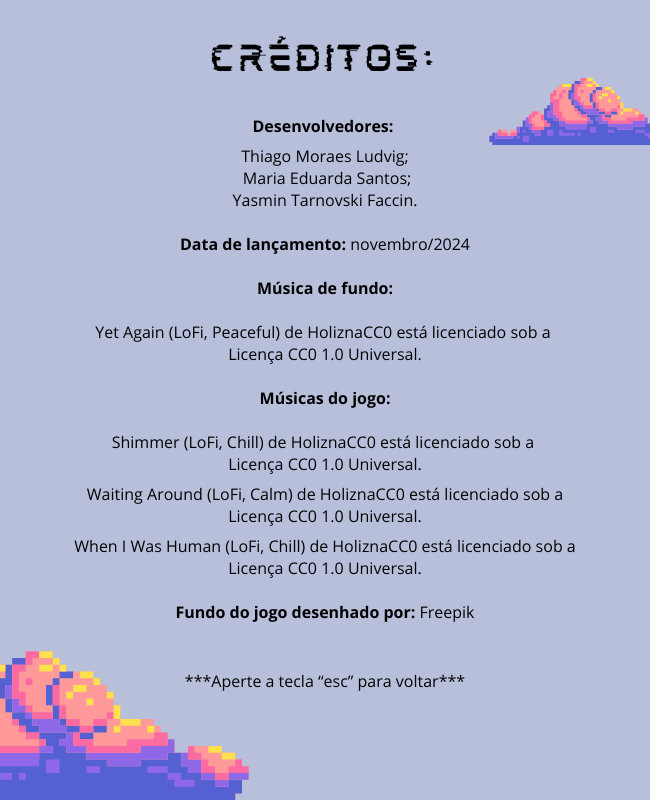 CRÉDITOS:
Desenvolvedores:
Thiago Moraes Ludvig;
Maria Eduarda Santos;
Yasmin Tarnovski Faccin.
Data de lançamento: novembro/2024
Música de fundo:
Yet Again (LoFi, Peaceful) de HoliznaCC0 está licenciado sob a
Licença CC0 1.0 Universal.
Músicas do jogo:
Shimmer (LoFi, Chill) de HoliznaCC0 está licenciado sob a
Licença CC0 1.0 Universal.
Waiting Around (LoFi, Calm) de HoliznaCC0 está licenciado sob a
Licença CC0 1.0 Universal.
When I Was Human (LoFi, Chill) de HoliznaCC0 está licenciado sob a
Licença CC0 1.0 Universal.
Fundo do jogo desenhado por: Freepik
***Aperte a tecla “esc” para voltar***